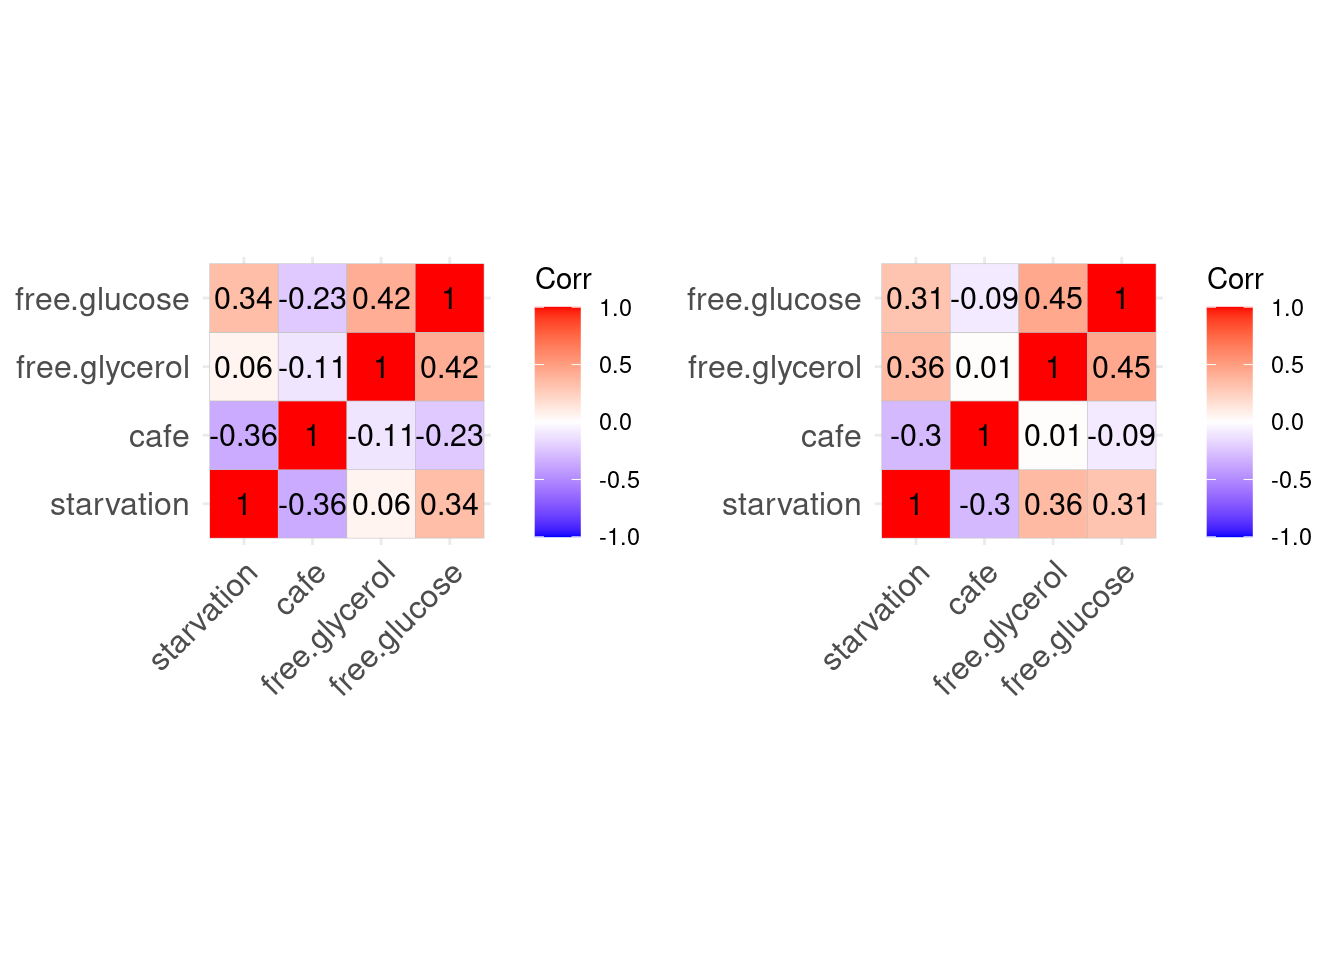 Corr
free.glucose 0.34 -0.23 0.42 1
1.0
free.glycerol 0.06 -0.11 1 0.42
0.5
0.0
cafe -0.36 1 -0.11 -0.23
-0.5
starvation 1 -0.36 0.06 0.34
-1.0
starvation
cafe
free.glycerol
free.glucose
Corr
free.glucose 0.31 -0.09 0.45 1
1.0
free.glycerol 0.36 0.01 1 0.45
0.5
0.0
cafe -0.3 1 0.01 -0.09
-0.5
starvation 1 -0.3 0.36 0.31
-1.0
starvation
cafe
free.glycerol
free.glucose